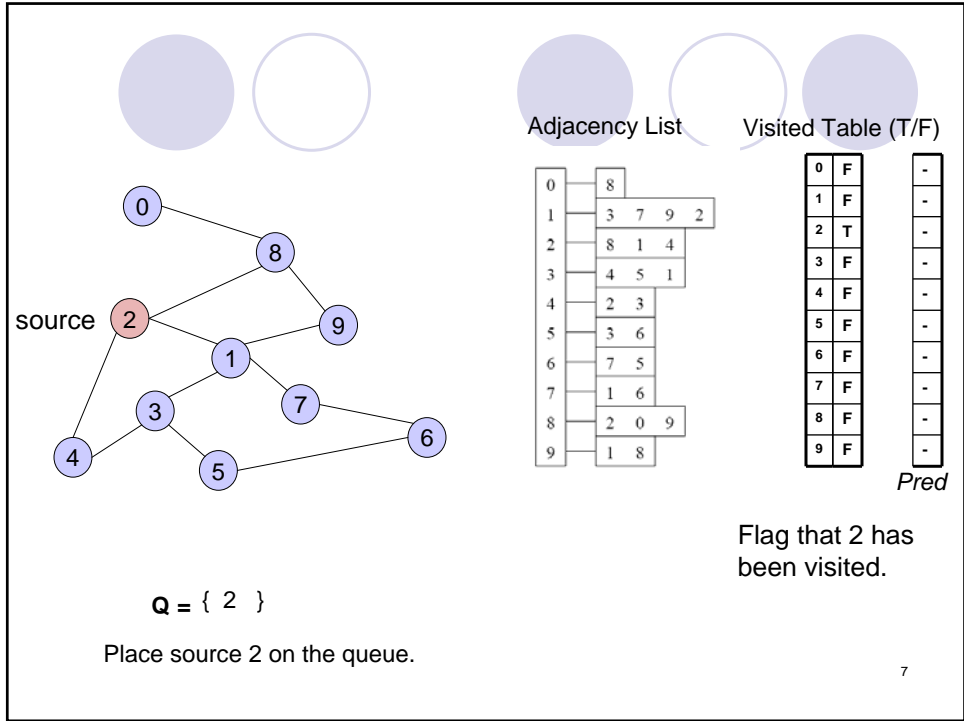 Adjacency List
Visited Table (T/F)
0 8
1 3 7 9 2
2 8 1 4
3 4 5 1
4 2 3
5 3 6
6 7 5
7 1 6
8 2 0 9
9 1 8
0 F -
1 F -
2 T -
3 F -
4 F -
5 F -
6 F -
7 F -
8 F -
9 F -
Pred
0
8
source 2
9
1
3
7
4
5
6
Flag that 2 has
been visited.
Q = { 2 }
Place source 2 on the queue.
7